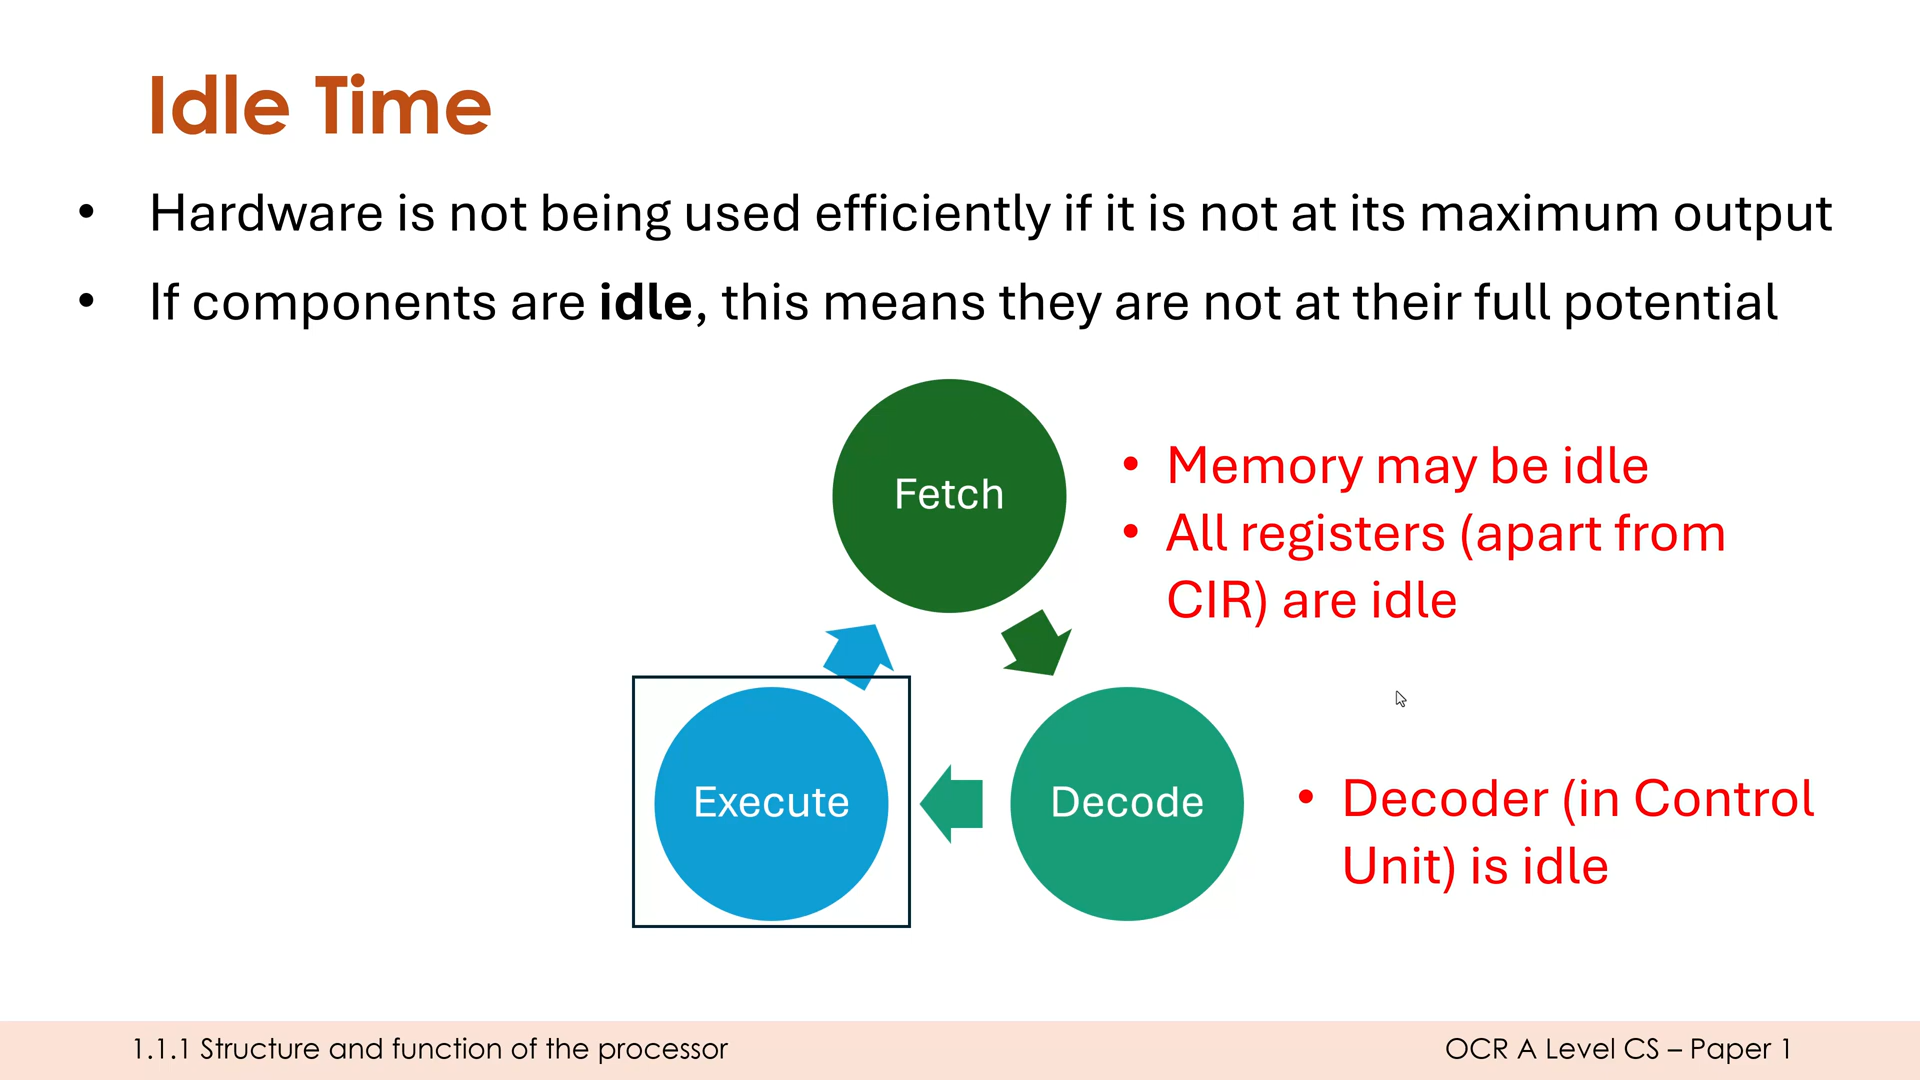 Idle Time
• Hardware is not being used efficiently if it is not at its maximum output
• If components are idle, this means they are not at their full potential
Fetch
• Memory may be idle
• All registers (apart from
CIR) are idle
Execute
Decode
• Decoder (in Control
Unit) is idle
1.1.1 Structure and function of the processor
OCR A Level CS – Paper 1